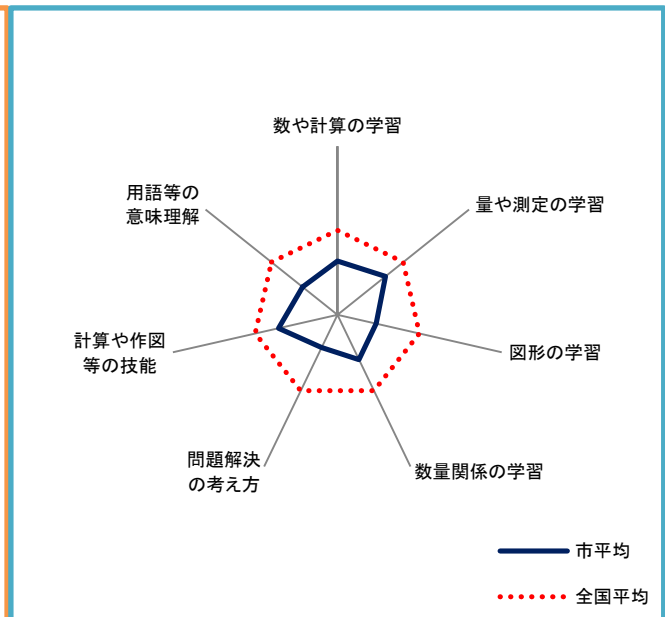 数や計算の学習
用語等の
意味理解
量や測定の学習
計算や作図
等の技能
図形の学習
問題解決
の考え方
数量関係の学習
市平均
全国平均